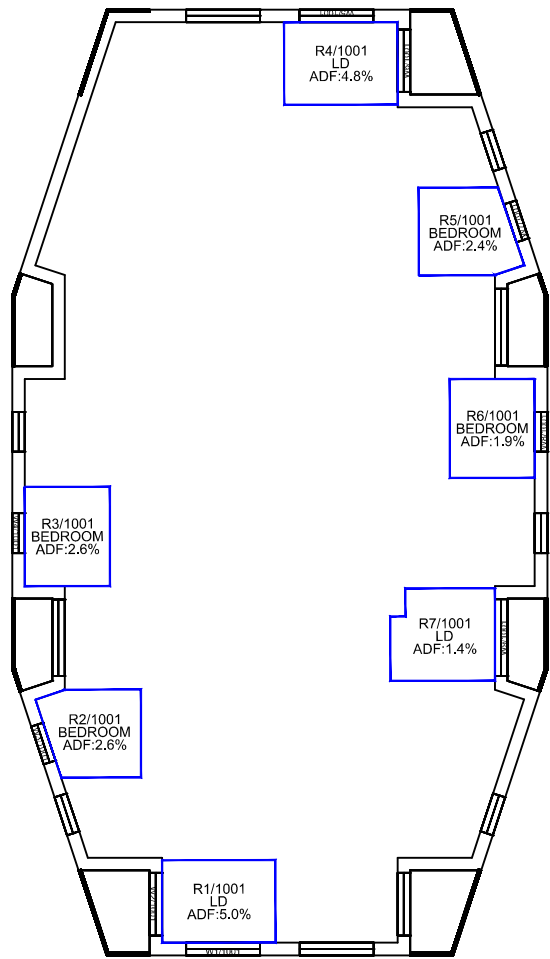 R4/1001
LD
ADF:4.8%
R5/1001
BEDROOM
ADF:2.4%
R6/1001
BEDROOM
ADF:1.9%
R3/1001
BEDROOM
ADF:2.6%
R7/1001
LD
ADF:1.4%
R2/1001
BEDROOM
ADF:2.6%
R1/1001
LD
ADF:5.0%